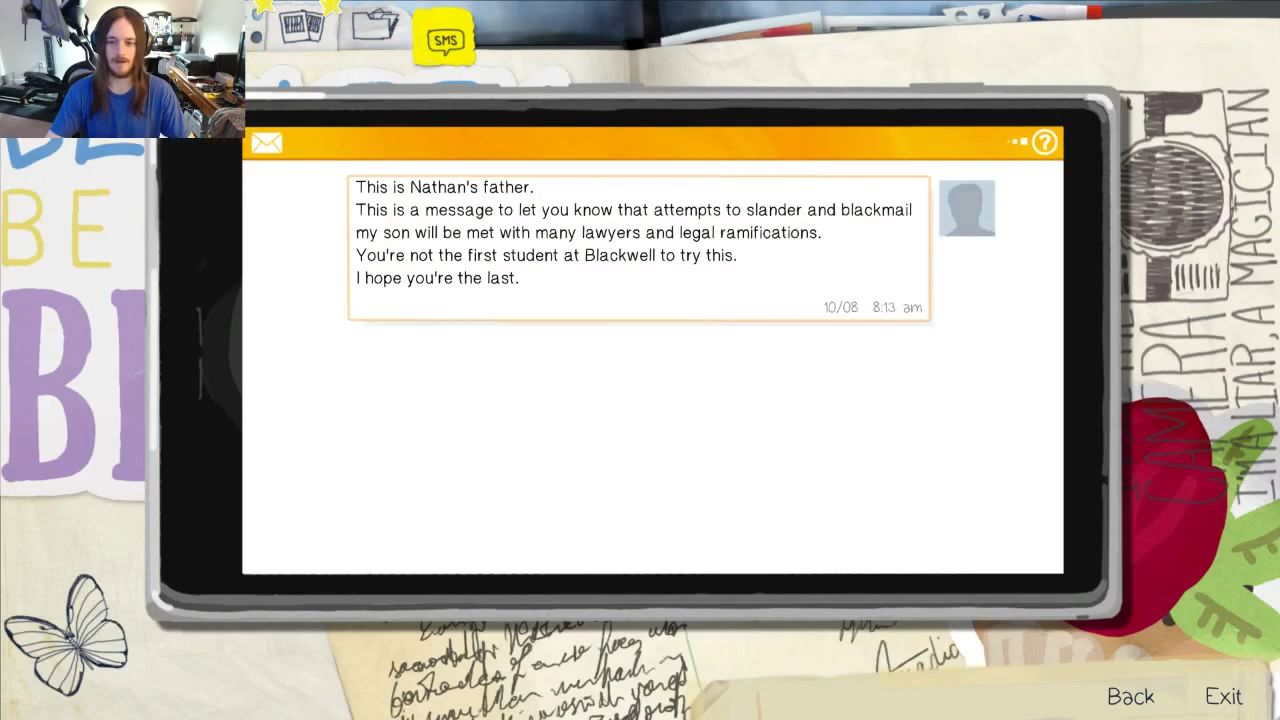 SMS
This is Nathan's father.
This is a message to let you know that attempts to slander and blackmail
my son will be met with many lawyers and legal ramifications.
You're not the first student at Blackwell to try this.
I hope you're the last.
10/08 8:13 am
?
BE
CAMERA
I'M A LIAR, A MAGICIAN
Back Exit